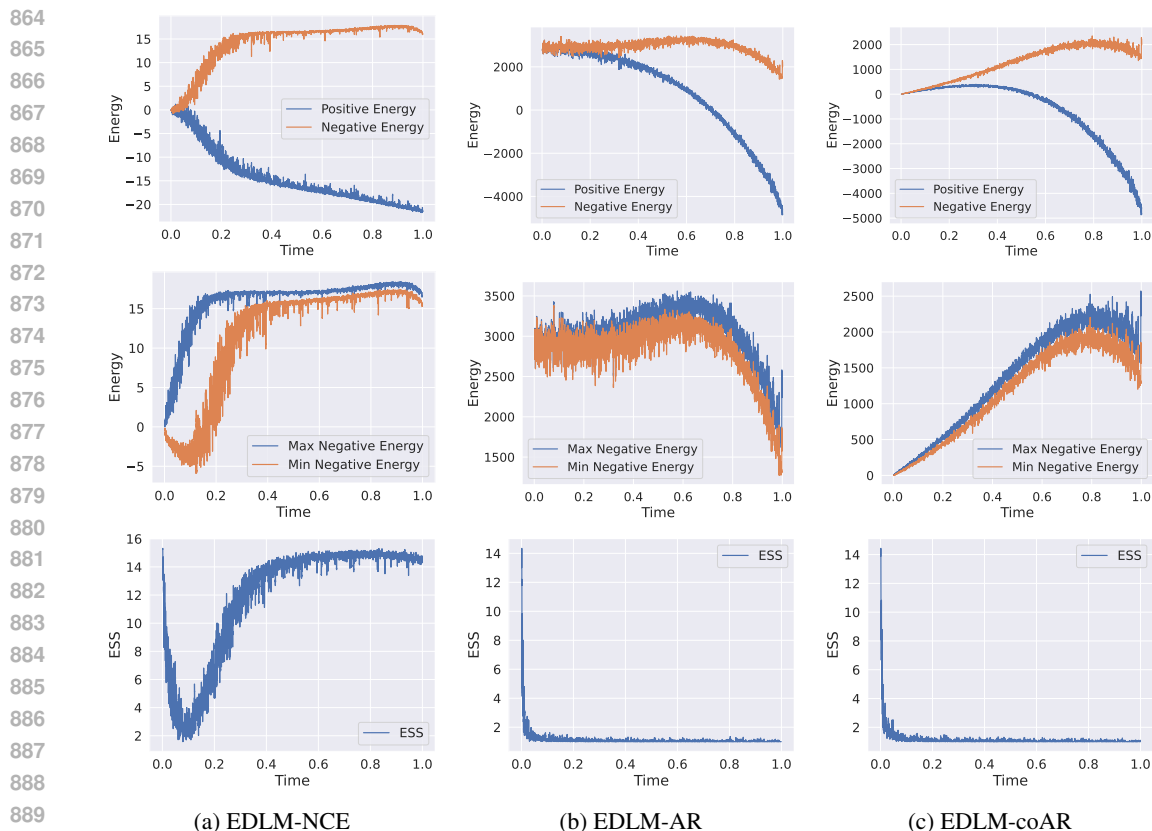 864
865
866
867
868
869
870
871
872
873
874
875
876
877
878
879
880
881
882
883
884
885
886
887
888
889
15
10
5
0
−5
−10
−15
−20
Energy
Positive Energy
Negative Energy
0.0 0.2 0.4 0.6 0.8 1.0
Time
2000
0
−2000
−4000
Energy
Positive Energy
Negative Energy
0.0 0.2 0.4 0.6 0.8 1.0
Time
2000
1000
0
−1000
−2000
−3000
−4000
−5000
Energy
Positive Energy
Negative Energy
0.0 0.2 0.4 0.6 0.8 1.0
Time
15
10
5
0
−5
Energy
Max Negative Energy
Min Negative Energy
0.0 0.2 0.4 0.6 0.8 1.0
Time
3500
3000
2500
2000
1500
Energy
Max Negative Energy
Min Negative Energy
0.0 0.2 0.4 0.6 0.8 1.0
Time
2500
2000
1500
1000
500
0
Energy
Max Negative Energy
Min Negative Energy
0.0 0.2 0.4 0.6 0.8 1.0
Time
16
14
12
10
8
6
4
2
ESS
ESS
0.0 0.2 0.4 0.6 0.8 1.0
Time
14
12
10
8
6
4
2
ESS
ESS
0.0 0.2 0.4 0.6 0.8 1.0
Time
14
12
10
8
6
4
2
ESS
ESS
0.0 0.2 0.4 0.6 0.8 1.0
Time
(a) EDLM-NCE
(b) EDLM-AR
(c) EDLM-coAR